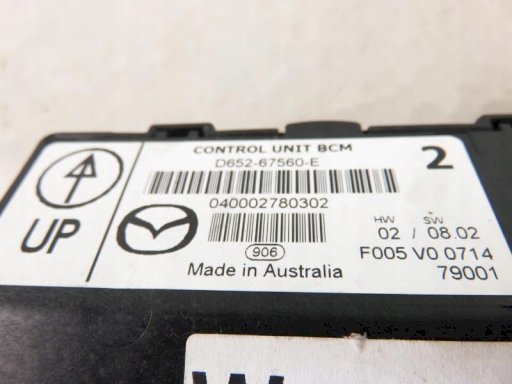 CONTROL UNIT BCM
D652-67560-E
2
040002780302
UP
HW SW
02 / 08.02
906
F005 V0 0714
Made in Australia
79001